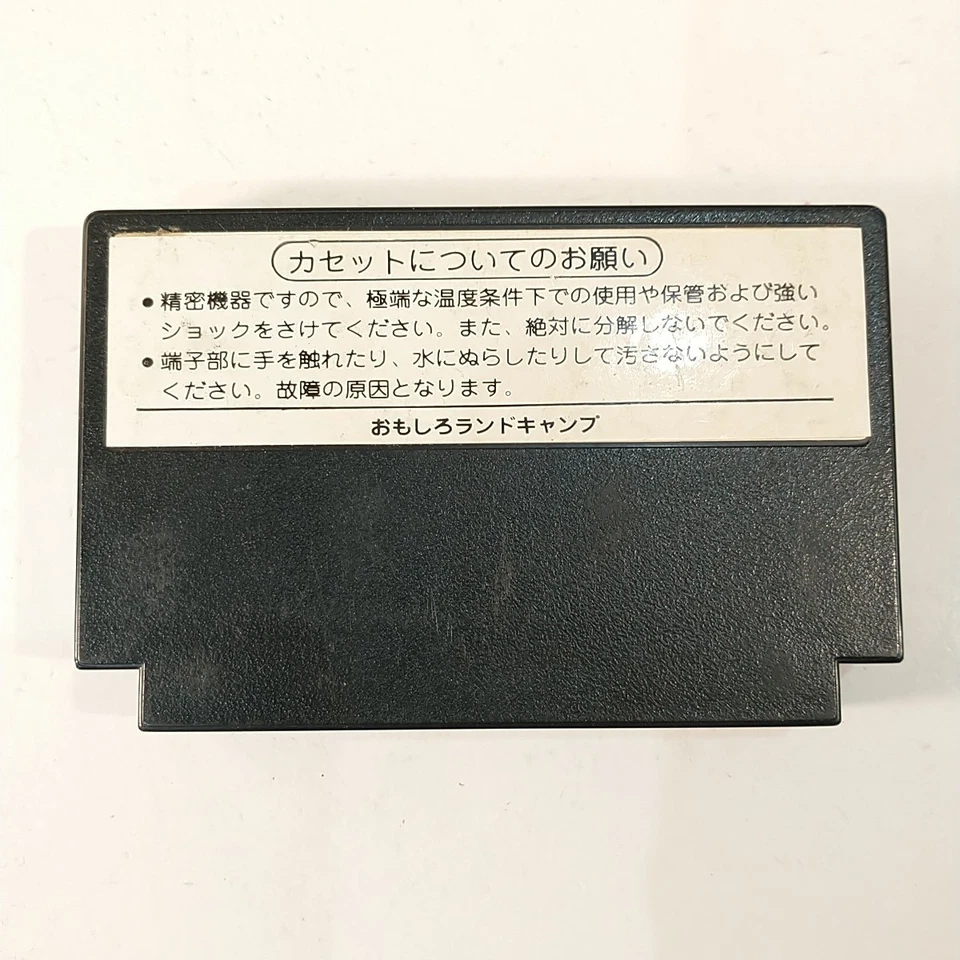 カセットについてのお願い
●精密機器ですので、極端な温度条件下での使用や保管および強い
ショックをさけてください。また、絶対に分解しないでください。
●端子部に手を触れたり、水にぬらしたりして汚さないようにして
ください。故障の原因となります。
おもしろランドキャンプ